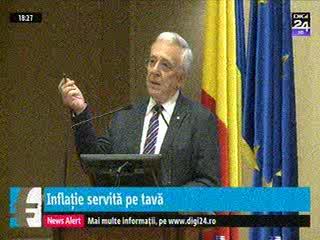 18:27
DIGI
24
HD
Inflație servită pe tavă
News Alert Mai multe informații, pe www.digi24.ro